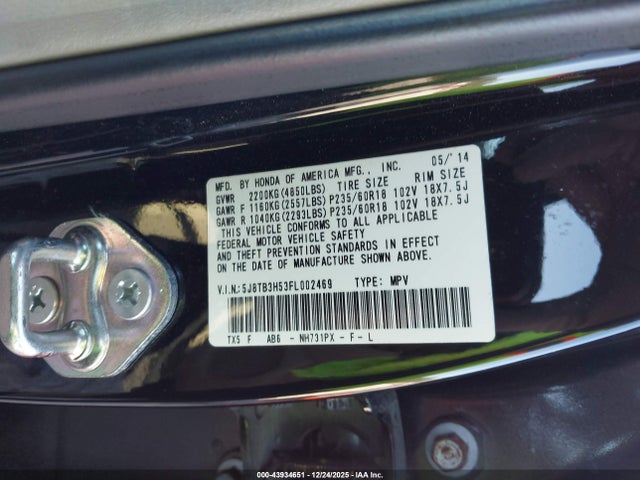 MFD. BY HONDA OF AMERICA MFG., INC. 05/'14
GVWR 2200KG(4850LBS) TIRE SIZE RIM SIZE
GAWR F 1160KG(2557LBS) P235/60R18 102V 18X7.5J
GAWR R 1040KG(2293LBS) P235/60R18 102V 18X7.5J
THIS VEHICLE CONFORMS TO ALL APPLICABLE
FEDERAL MOTOR VEHICLE SAFETY
AND THEFT PREVENTION STANDARDS IN EFFECT
ON THE DATE OF MANUFACTURE SHOWN ABOVE.
V.I.N.:5J8TB3H53FL002469 TYPE: MPV
TX5 F AB6 - NH731PX - F - L
000-43934651 - 12/24/2025 - IAA Inc.